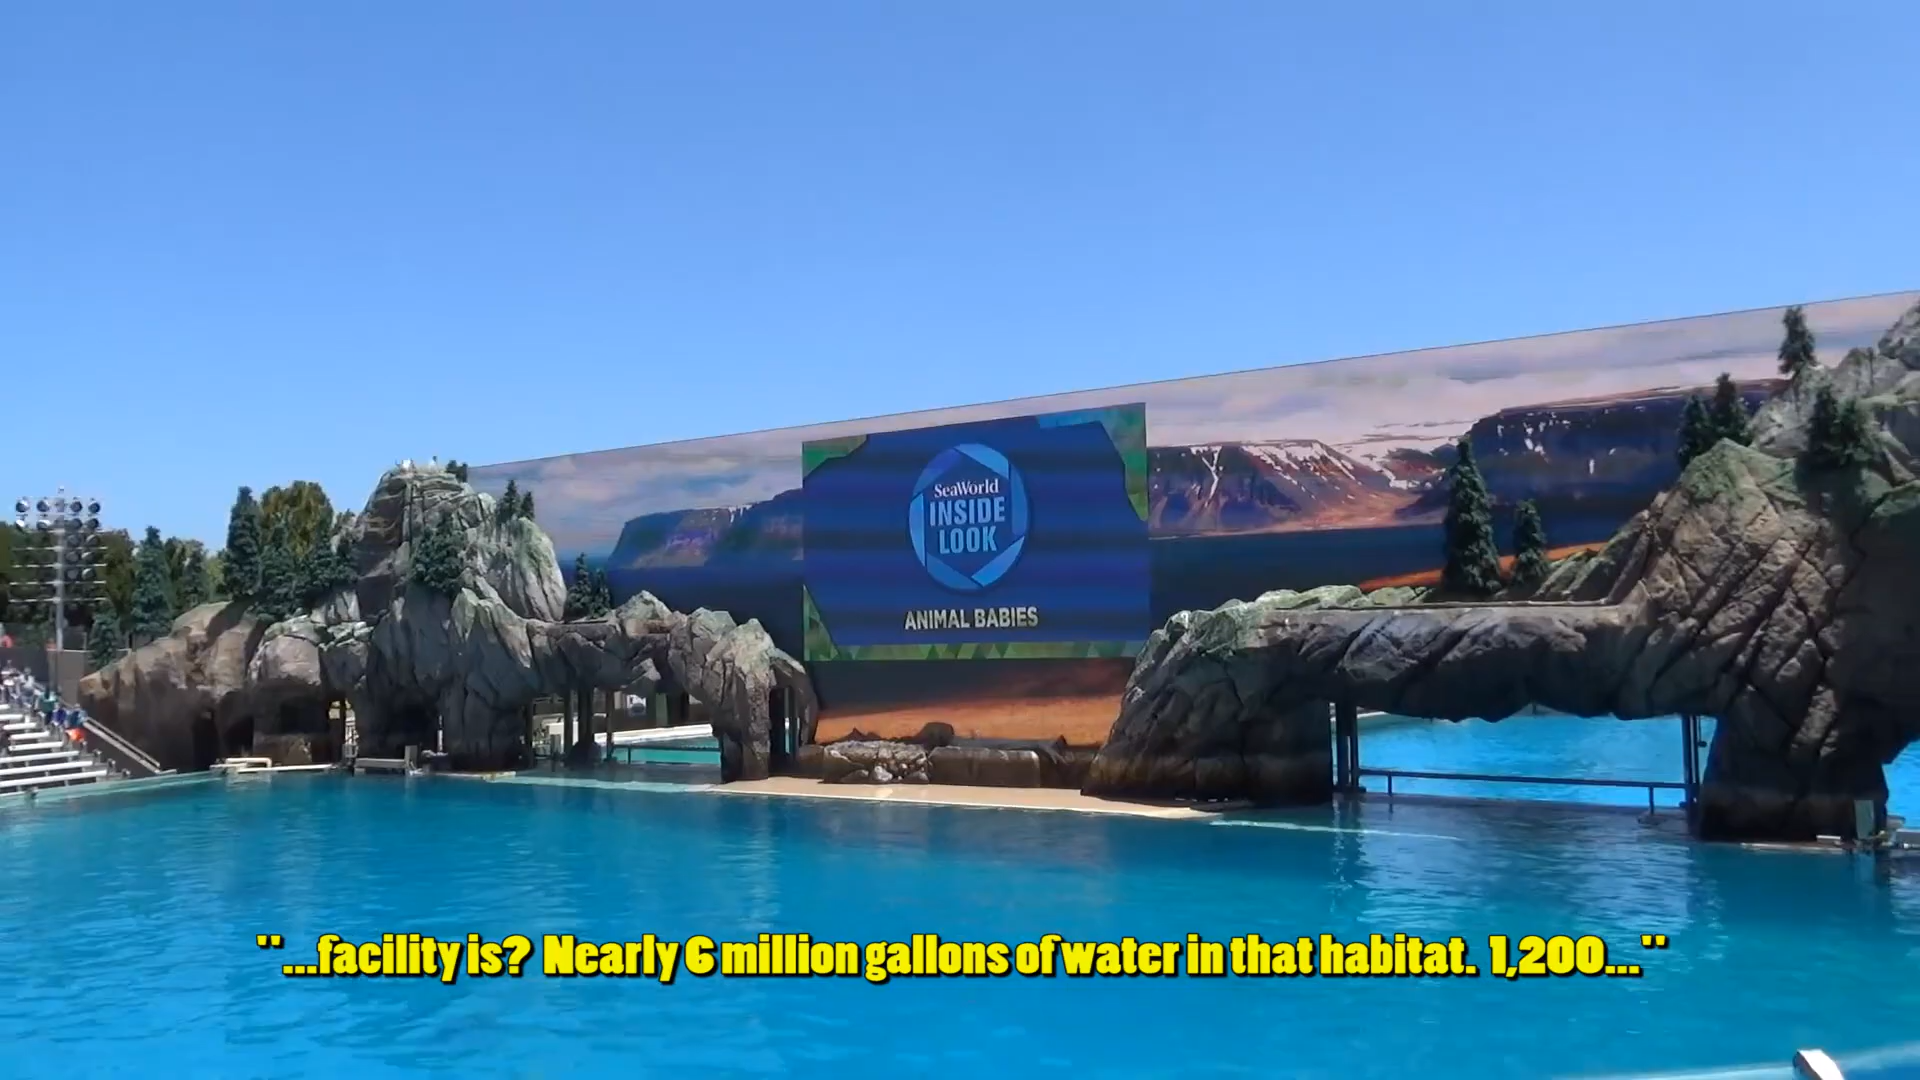 SeaWorld
INSIDE
LOOK
ANIMAL BABIES
"...facility is? Nearly 6 million gallons of water in that habitat. 1,200..."